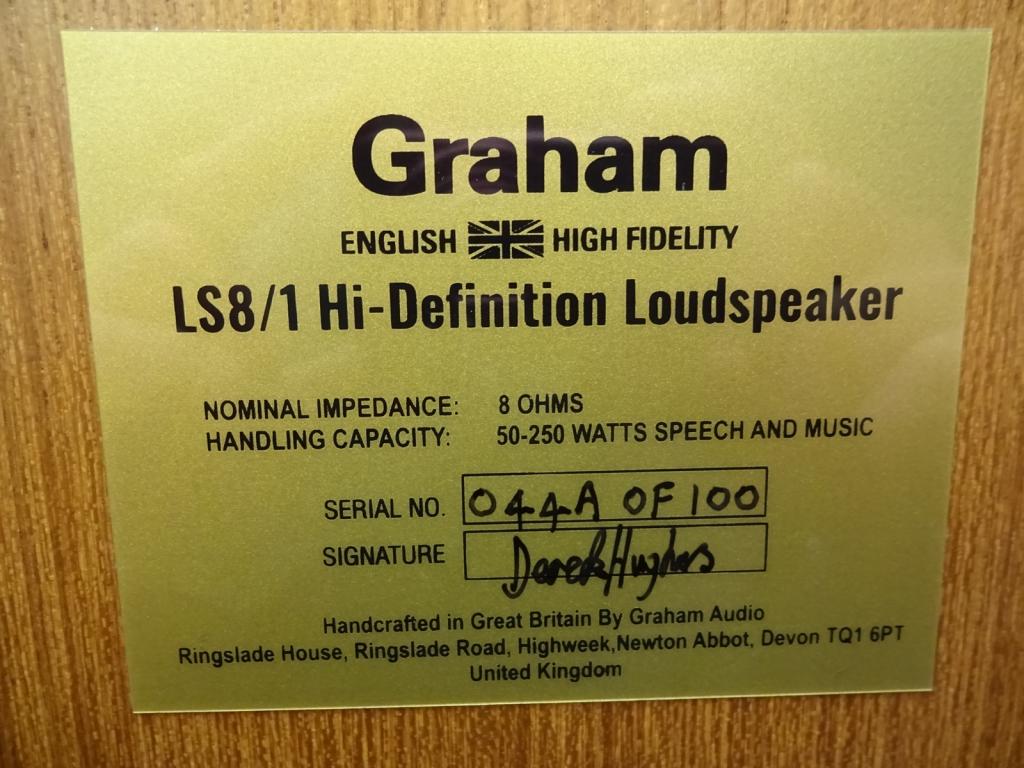 Graham
ENGLISH HIGH FIDELITY
LS8/1 Hi-Definition Loudspeaker
NOMINAL IMPEDANCE: 8 OHMS
HANDLING CAPACITY: 50-250 WATTS SPEECH AND MUSIC
SERIAL NO. 044A OF 100
SIGNATURE Derek Hughes
Handcrafted in Great Britain By Graham Audio
Ringslade House, Ringslade Road, Highweek,Newton Abbot, Devon TQ1 6PT
United Kingdom